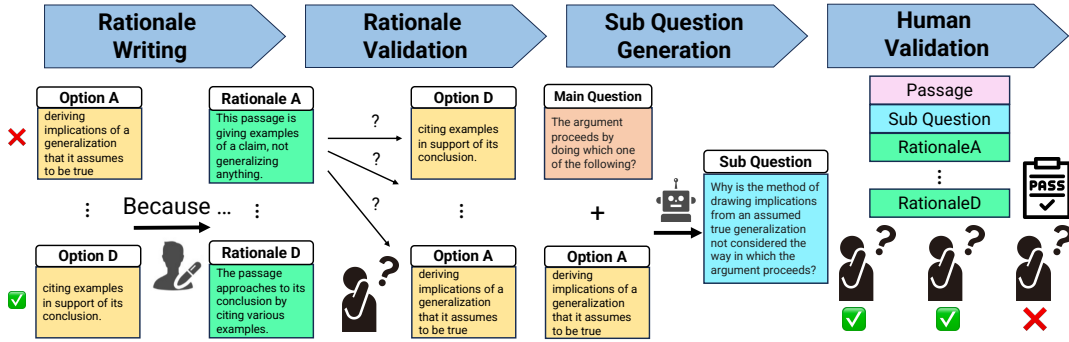 Rationale
Writing
Rationale
Validation
Sub Question
Generation
Human
Validation
Option A
deriving
implications of a
generalization
that it assumes
to be true
Because ...
Option D
citing examples
in support of its
conclusion.
Rationale A
This passage is
giving examples
of a claim, not
generalizing
anything.
Rationale D
The passage
approaches to its
conclusion by
citing various
examples.
?
?
?
Option D
citing examples
in support of its
conclusion.
?
Option A
deriving
implications of a
generalization
that it assumes
to be true
Main Question
The argument
proceeds by
doing which one
of the following?
+
Option A
deriving
implications of a
generalization
that it assumes
to be true
Sub Question
Why is the method of
drawing implications
from an assumed
true generalization
not considered the
way in which the
argument proceeds?
Passage
Sub Question
RationaleA
RationaleD
PASS
?
?
?